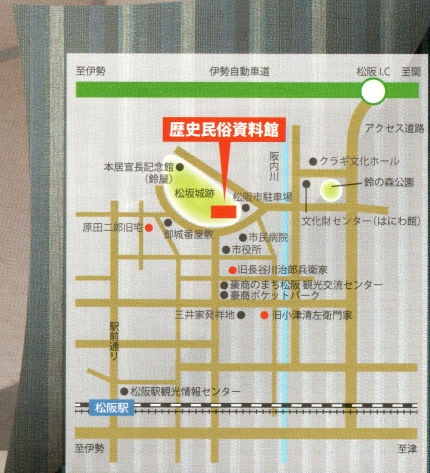 至伊勢
伊勢自動車道
松阪I.C
至関
アクセス道路
歴史民俗資料館
阪内川
クラギ文化ホール
本居宣長記念館
(鈴屋)
松坂城跡
松阪市駐車場
鈴の森公園
文化財センター(はにわ館)
原田二郎旧宅
御城番屋敷
市民病院
市役所
旧長谷川治郎兵衛家
豪商のまち松阪 観光交流センター
豪商ポケットパーク
三井家発祥地
旧小津清左衛門家
駅前通り
松阪駅観光情報センター
松阪駅
至伊勢
至津